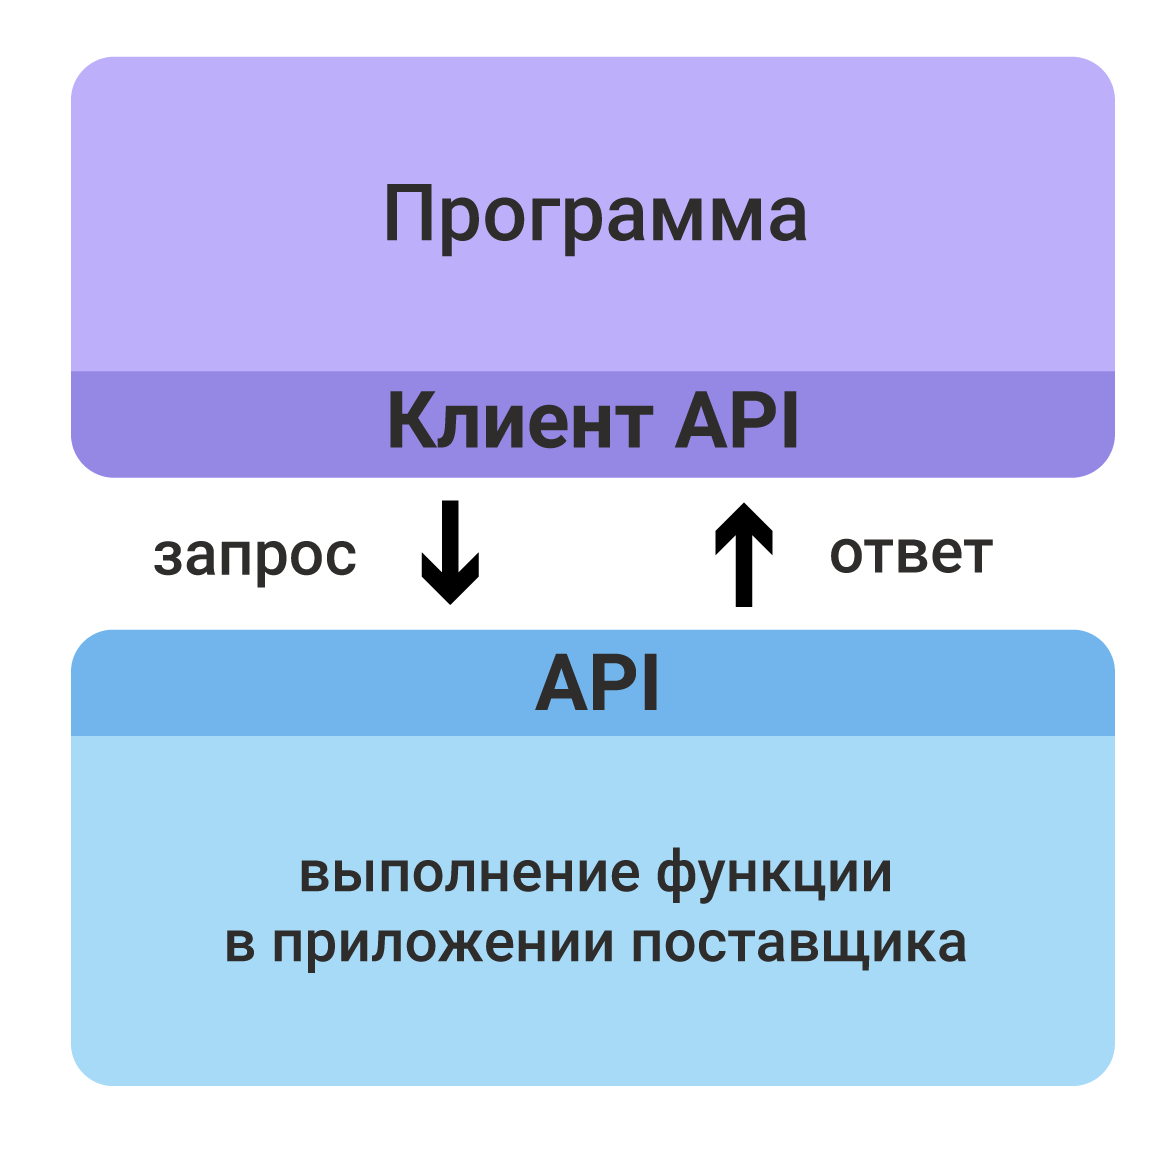 Программа
Клиент API
запрос
ответ
API
выполнение функции
в приложении поставщика